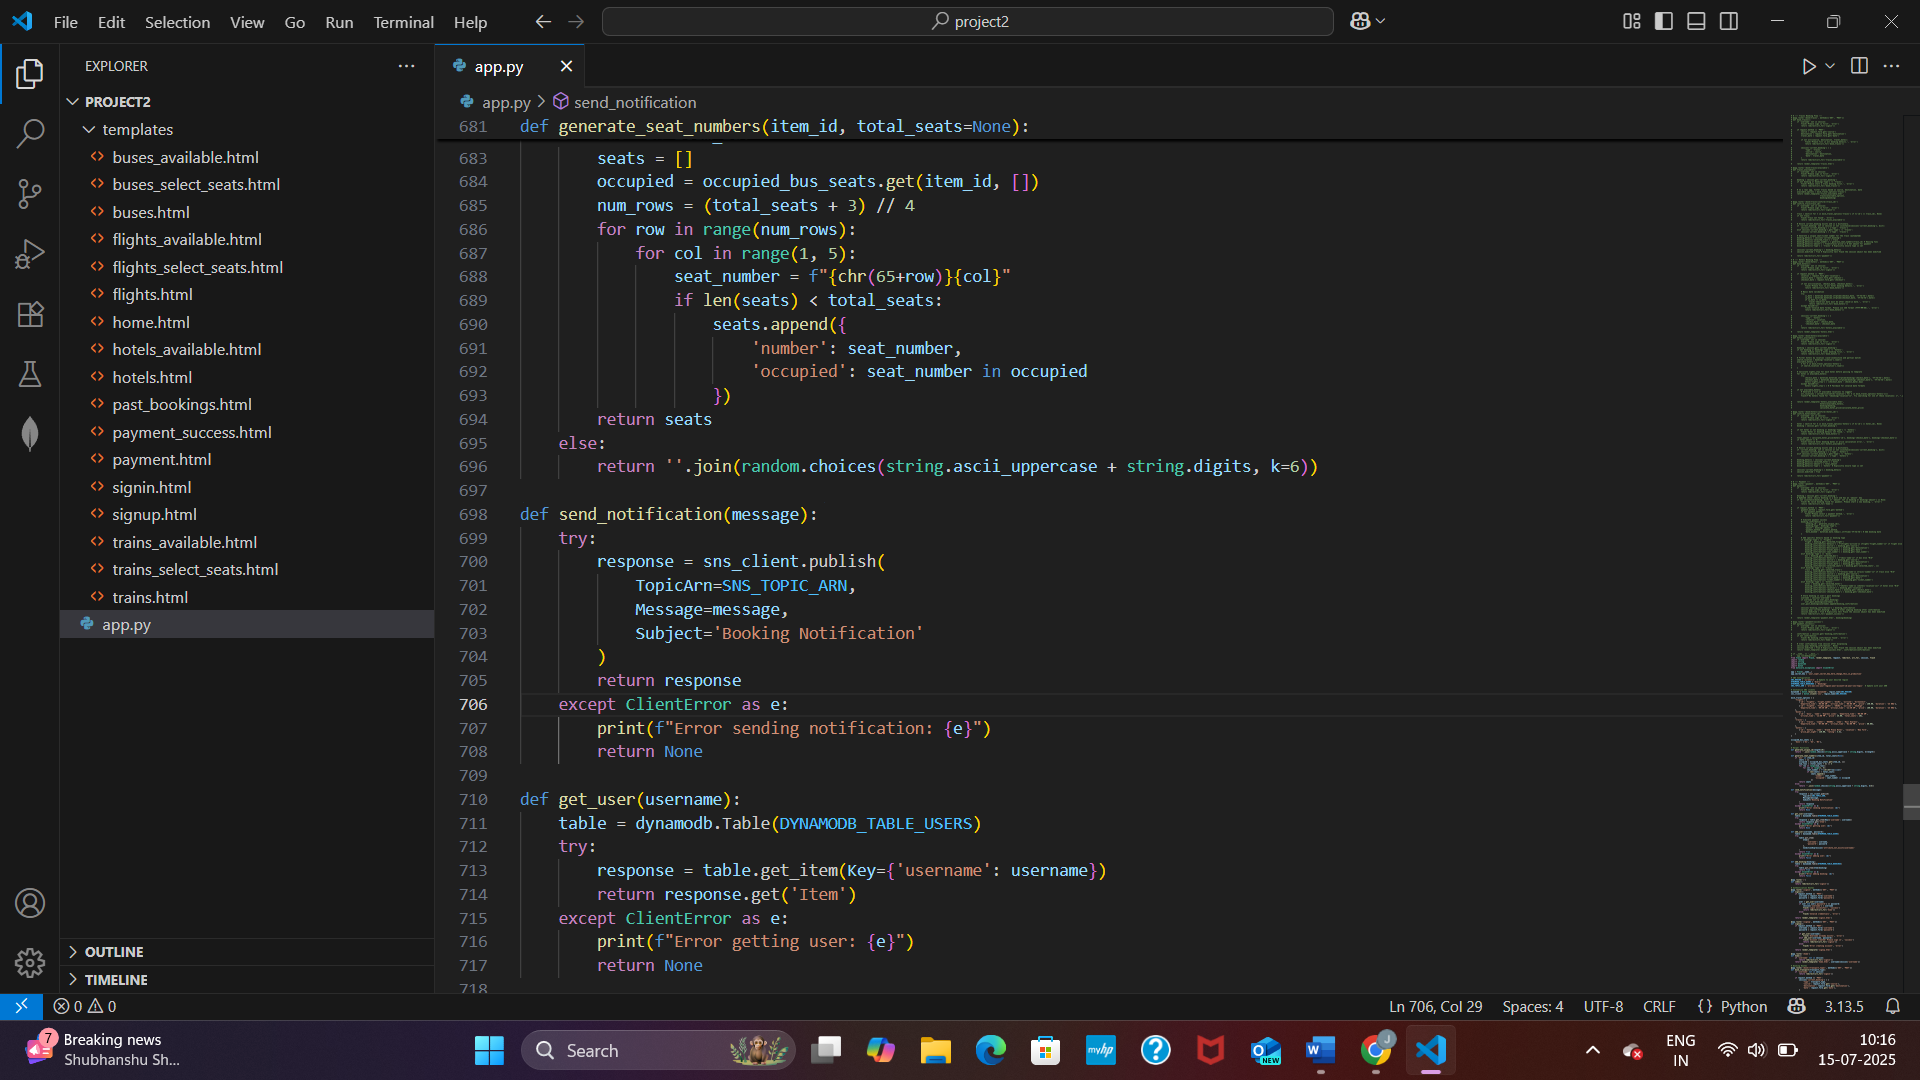 File Edit Selection View Go Run Terminal Help
project2
EXPLORER
PROJECT2
templates
buses_available.html
buses_select_seats.html
buses.html
flights_available.html
flights_select_seats.html
flights.html
home.html
hotels_available.html
hotels.html
past_bookings.html
payment_success.html
payment.html
signin.html
signup.html
trains_available.html
trains_select_seats.html
trains.html
app.py
OUTLINE
TIMELINE
app.py
app.py > send_notification
681 def generate_seat_numbers(item_id, total_seats=None):
683 seats = []
684 occupied = occupied_bus_seats.get(item_id, [])
685 num_rows = (total_seats + 3) // 4
686 for row in range(num_rows):
687 for col in range(1, 5):
688 seat_number = f"{chr(65+row)}{col}"
689 if len(seats) < total_seats:
690 seats.append({
691 'number': seat_number,
692 'occupied': seat_number in occupied
693 })
694 return seats
695 else:
696 return ''.join(random.choices(string.ascii_uppercase + string.digits, k=6))
697
698 def send_notification(message):
699 try:
700 response = sns_client.publish(
701 TopicArn=SNS_TOPIC_ARN,
702 Message=message,
703 Subject='Booking Notification'
704 )
705 return response
706 except ClientError as e:
707 print(f"Error sending notification: {e}")
708 return None
709
710 def get_user(username):
711 table = dynamodb.Table(DYNAMODB_TABLE_USERS)
712 try:
713 response = table.get_item(Key={'username': username})
714 return response.get('Item')
715 except ClientError as e:
716 print(f"Error getting user: {e}")
717 return None
718
0 0
Ln 706, Col 29 Spaces: 4 UTF-8 CRLF {} Python 3.13.5
7
Breaking news
Shubhanshu Sh...
Search
myhp
NEW
J
ENG
IN
10:16
15-07-2025